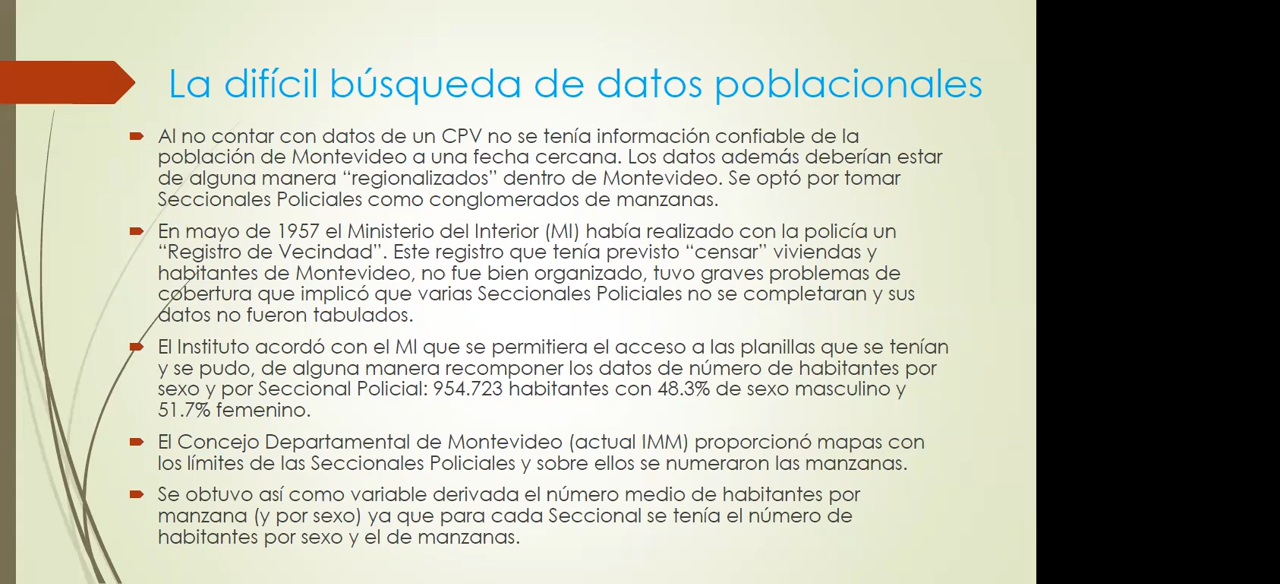 La difícil búsqueda de datos poblacionales
Al no contar con datos de un CPV no se tenía información confiable de la
población de Montevideo a una fecha cercana. Los datos además deberían estar
de alguna manera “regionalizados” dentro de Montevideo. Se optó por tomar
Seccionales Policiales como conglomerados de manzanas.
En mayo de 1957 el Ministerio del Interior (MI) había realizado con la policía un
“Registro de Vecindad”. Este registro que tenía previsto “censar” viviendas y
habitantes de Montevideo, no fue bien organizado, tuvo graves problemas de
cobertura que implicó que varias Seccionales Policiales no se completaran y sus
datos no fueron tabulados.
El Instituto acordó con el MI que se permitiera el acceso a las planillas que se tenían
y se pudo, de alguna manera recomponer los datos de número de habitantes por
sexo y por Seccional Policial: 954.723 habitantes con 48.3% de sexo masculino y
51.7% femenino.
El Concejo Departamental de Montevideo (actual IMM) proporcionó mapas con
los límites de las Seccionales Policiales y sobre ellos se numeraron las manzanas.
Se obtuvo así como variable derivada el número medio de habitantes por
manzana (y por sexo) ya que para cada Seccional se tenía el número de
habitantes por sexo y el de manzanas.